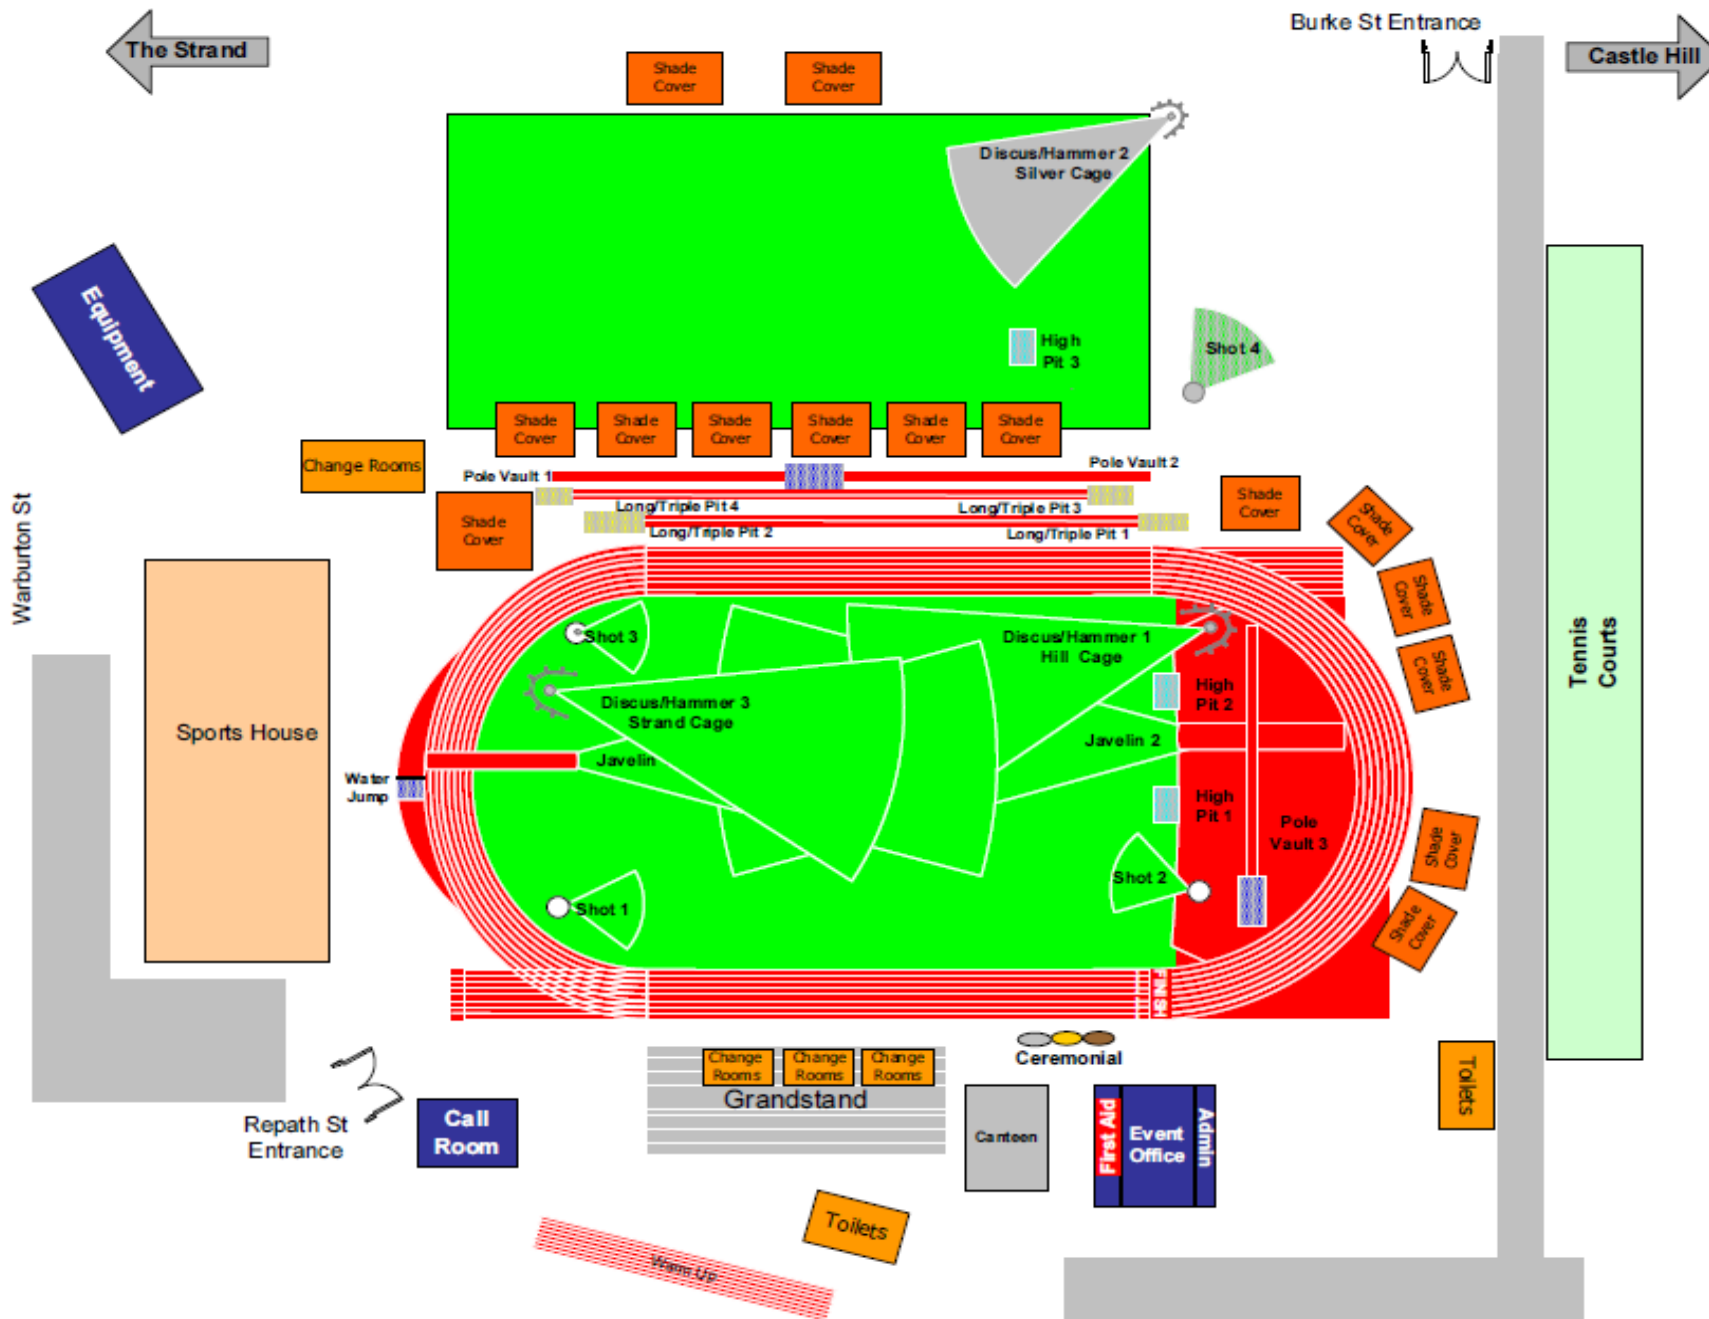 Burke St Entrance
The Strand
Castle Hill
Shade
Cover
Shade
Cover
Discus/Hammer 2
Silver Cage
Equipment
High
Pit 3
Shot 4
Shade
Cover
Shade
Cover
Shade
Cover
Shade
Cover
Shade
Cover
Shade
Cover
Change Rooms
Pole Vault 1
Pole Vault 2
Long/Triple Pit 4
Long/Triple Pit 3
Long/Triple Pit 2
Long/Triple Pit 1
Shade
Cover
Shade
Cover
Shade
Cover
Shade
Cover
Shade
Cover
Warburton St
Shot 3
Discus/Hammer 1
Hill Cage
Discus/Hammer 3
Strand Cage
High
Pit 2
Tennis
Courts
Sports House
Javelin
Javelin 2
Water
Jump
High
Pit 1
Pole
Vault 3
Shade
Cover
Shade
Cover
Shot 2
Shot 1
FINISH
Ceremonial
Change
Rooms
Change
Rooms
Change
Rooms
Grandstand
Toilets
Repath St
Entrance
Call
Room
Canteen
First Aid
Event
Office
Admin
Toilets
Warm Up